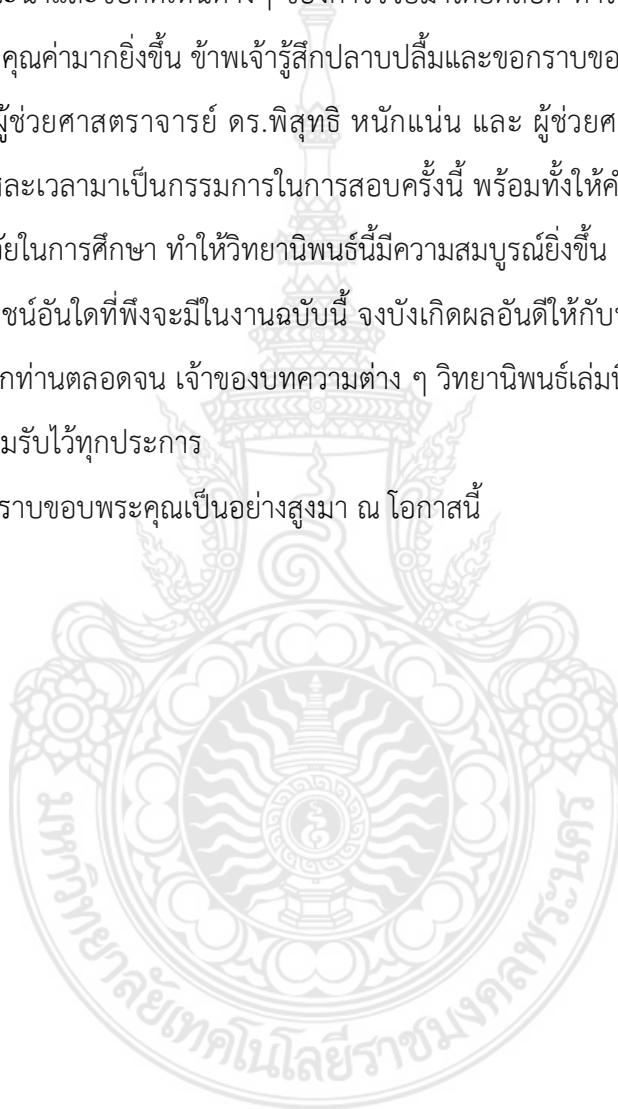 คุณค่ามากยิ่งขึ้น ข้าพเจ้ารู้สึกปลาบปลื้มและขอกราบขอ
ผู้ช่วยศาสตราจารย์ ดร.พิสุทธิ หนักแน่น และ ผู้ช่วยศ
สละเวลามาเป็นกรรมการในการสอบครั้งนี้ พร้อมทั้งให้คำ
ัยในการศึกษา ทำให้วิทยานิพนธ์นี้มีความสมบูรณ์ยิ่งขึ้น
ชน์อันใดที่พึงจะมีในงานฉบับนี้ จงบังเกิดผลอันดีให้กับ
กท่านตลอดจน เจ้าของบทความต่าง ๆ วิทยานิพนธ์เล่มนี
มรับไว้ทุกประการ
ราบขอบพระคุณเป็นอย่างสูงมา ณ โอกาสนี้
มหาวิทยาลัยเทคโนโลยีราชมงคลพระนคร